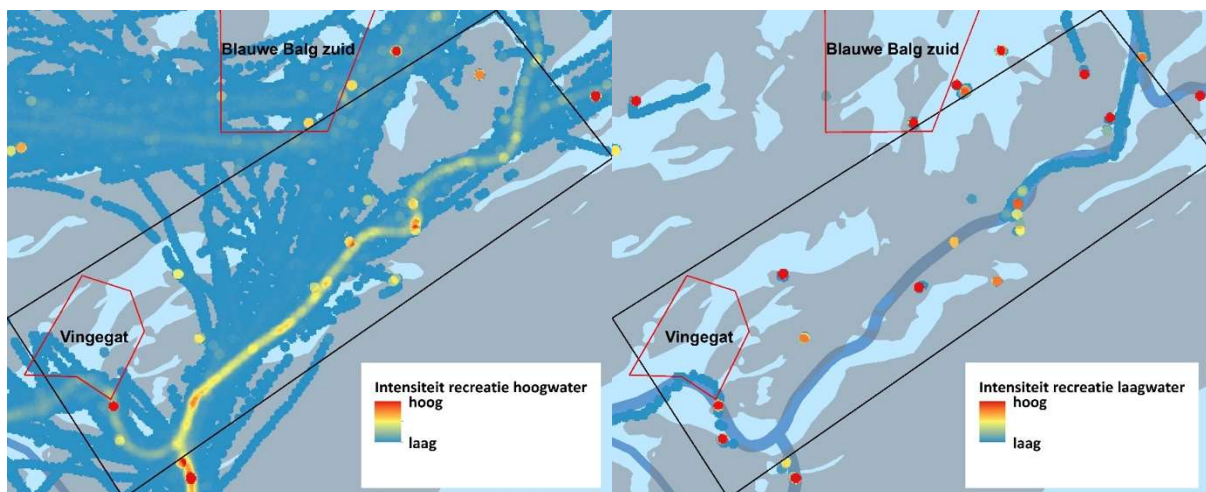 Blauwe Balg zuid
Vingegat
Intensiteit recreatie hoogwater
hoog
laag
Blauwe Balg zuid
Vingegat
Intensiteit recreatie laagwater
hoog
laag